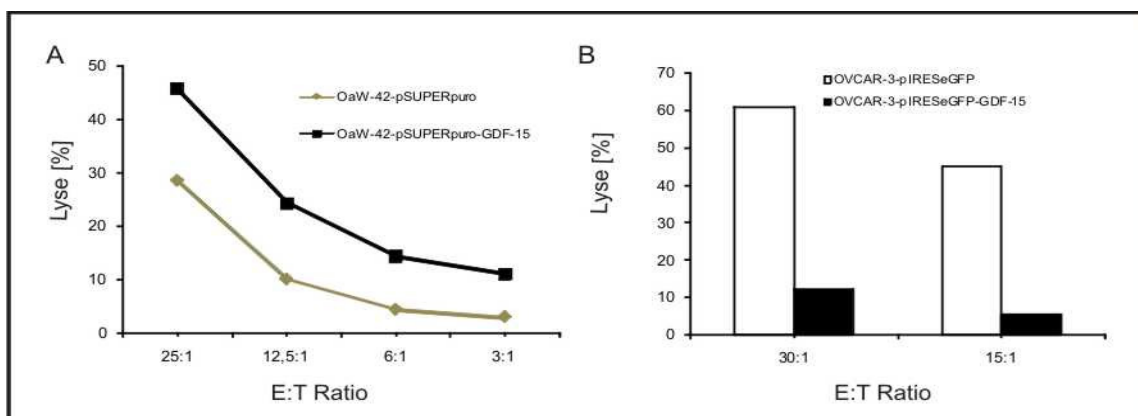 A
50
40
30
20
10
0
Lyse [%]
OaW-42-pSUPERpuro
OaW-42-pSUPERpuro-GDF-15
25:1
12,5:1
6:1
3:1
E:T Ratio
B
70
60
50
40
30
20
10
0
Lyse [%]
OVCAR-3-pIRESeGFP
OVCAR-3-pIRESeGFP-GDF-15
30:1
15:1
E:T Ratio